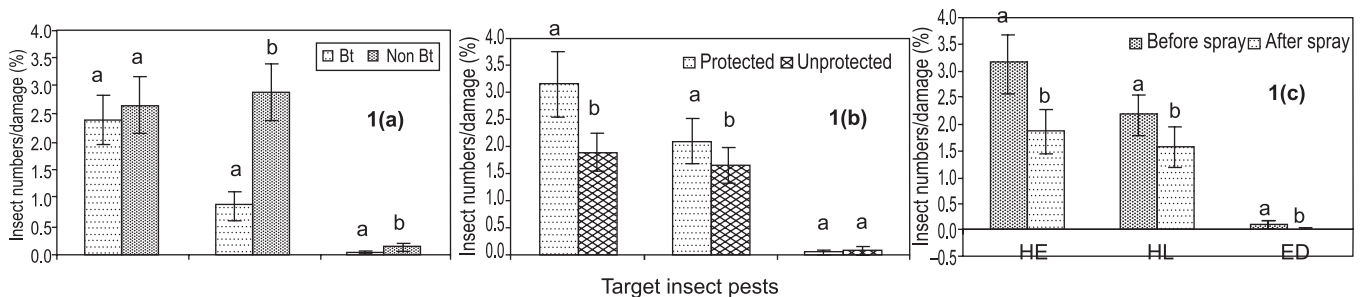 Insect numbers/damage (%)
4.0
3.5
3.0
2.5
2.0
1.5
1.0
0.5
0.0
Bt Non Bt
a a
a b
a b
1(a)
Insect numbers/damage (%)
4.0
3.5
3.0
2.5
2.0
1.5
1.0
0.5
0.0
Protected Unprotected
a b
a b
a a
1(b)
Target insect pests
Insect numbers/damage (%)
4.0
3.5
3.0
2.5
2.0
1.5
1.0
0.5
0.0
–0.5
Before spray After spray
a b
a b
a b
1(c)
HE HL ED